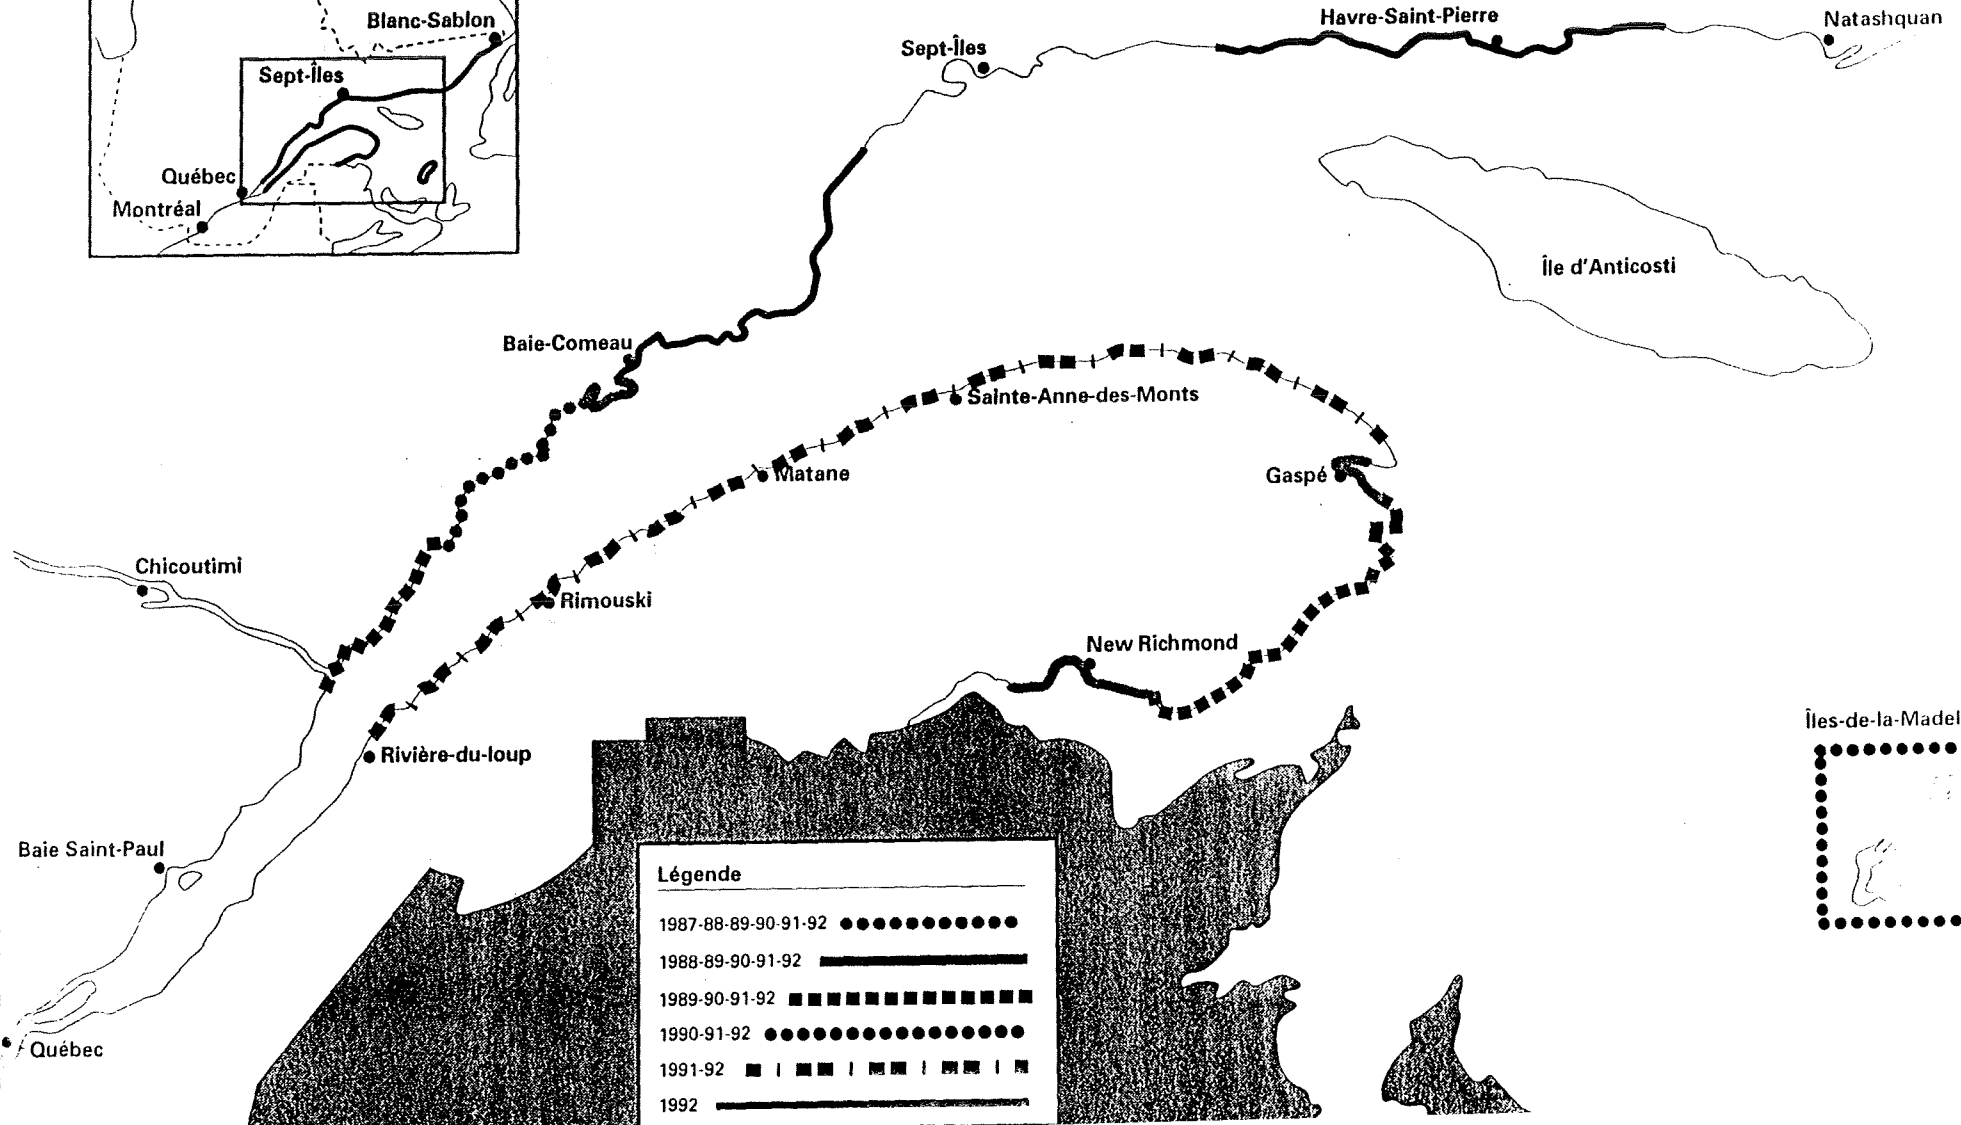 Blanc-Sablon
Sept-Îles
Québec
Montréal
Sept-Îles
Havre-Saint-Pierre
Natashquan
Île d'Anticosti
Baie-Comeau
Sainte-Anne-des-Monts
Matane
Gaspé
Chicoutimi
Rimouski
New Richmond
Rivière-du-loup
Îles-de-la-Madel
Baie Saint-Paul
Québec
Légende
1987-88-89-90-91-92
1988-89-90-91-92
1989-90-91-92
1990-91-92
1991-92
1992